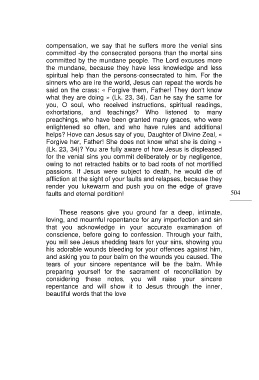 compensation, we say that he suffers more the venial sins
committed -by the consecrated persons than the mortal sins
committed by the mundane people. The Lord excuses more
the mundane, because they have less knowledge and less
spiritual help than the persons-consecrated to him. For the
sinners who are ire the world, Jesus can repeat the words he
said on the crass: « Forgive them, Father! They don't know
what they are doing » (Lk. 23, 34). Can he say the same for
you, O soul, who received instructions, spiritual readings,
exhortations, and teachings? Who listened to many
preachings, who have been granted many graces, who were
enlightened so often, and who have rules and additional
helps? How can Jesus say of you, Daughter of Divine Zeal, «
Forgive her, Father! She does not know what she is doing »
(Lk. 23, 34)? You are fully aware of how Jesus is displeased
for the venial sins you commit deliberately or by negligence,
owing to not retracted habits or to bad roots of not mortified
passions. If Jesus were subject to death, he would die of
affliction at the sight of your faults and relapses, because they
render you lukewarm and push you on the edge of grave
faults and eternal pordition!
504
These reasons give you ground far a deep, intimate,
loving, and mournful repentance for any imperfection and sin
that you acknowledge in your accurate examination of
conscience, before going to confession. Through your faith,
you will see Jesus shedding tears for your sins, showing you
his adorable wounds bleeding for your offences against him,
and asking you to pour balm on the wounds you caused. The
tears of your sincere repentance will be the balm. While
preparing yourself for the sacrament of reconciliation by
considering these notes, you will raise your sincere
repentance and will show it to Jesus through the inner,
beautiful words that the love